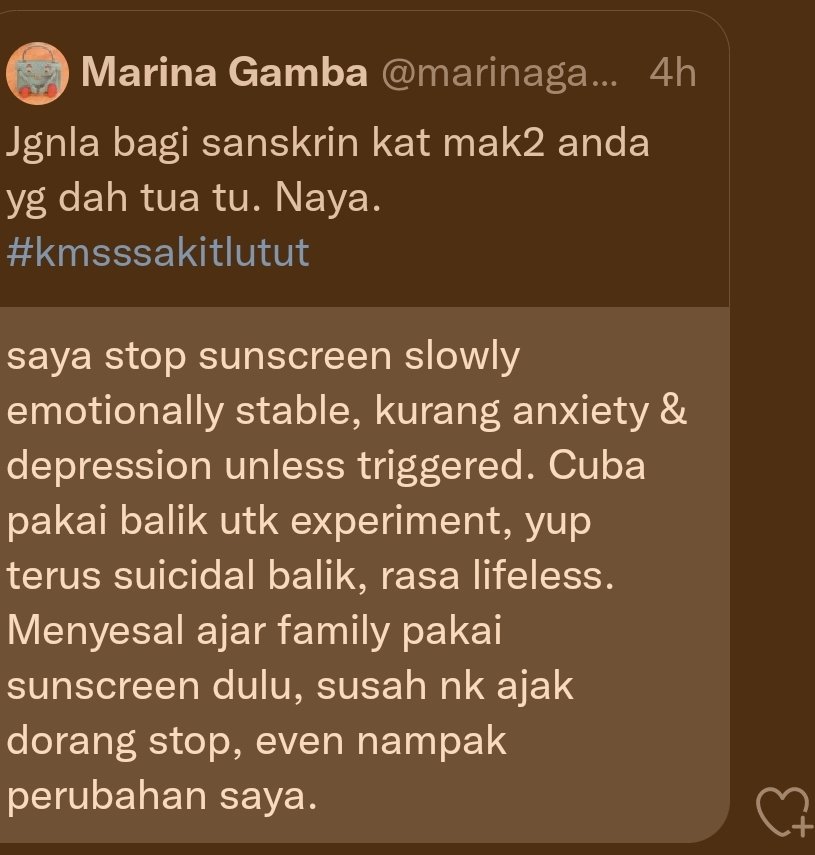 Marina Gamba @marinaga... 4h
Jgnla bagi sanskrin kat mak2 anda
yg dah tua tu. Naya.
#kmsssakitlutut
saya stop sunscreen slowly
emotionally stable, kurang anxiety &
depression unless triggered. Cuba
pakai balik utk experiment, yup
terus suicidal balik, rasa lifeless.
Menyesal ajar family pakai
sunscreen dulu, susah nk ajak
dorang stop, even nampak
perubahan saya.